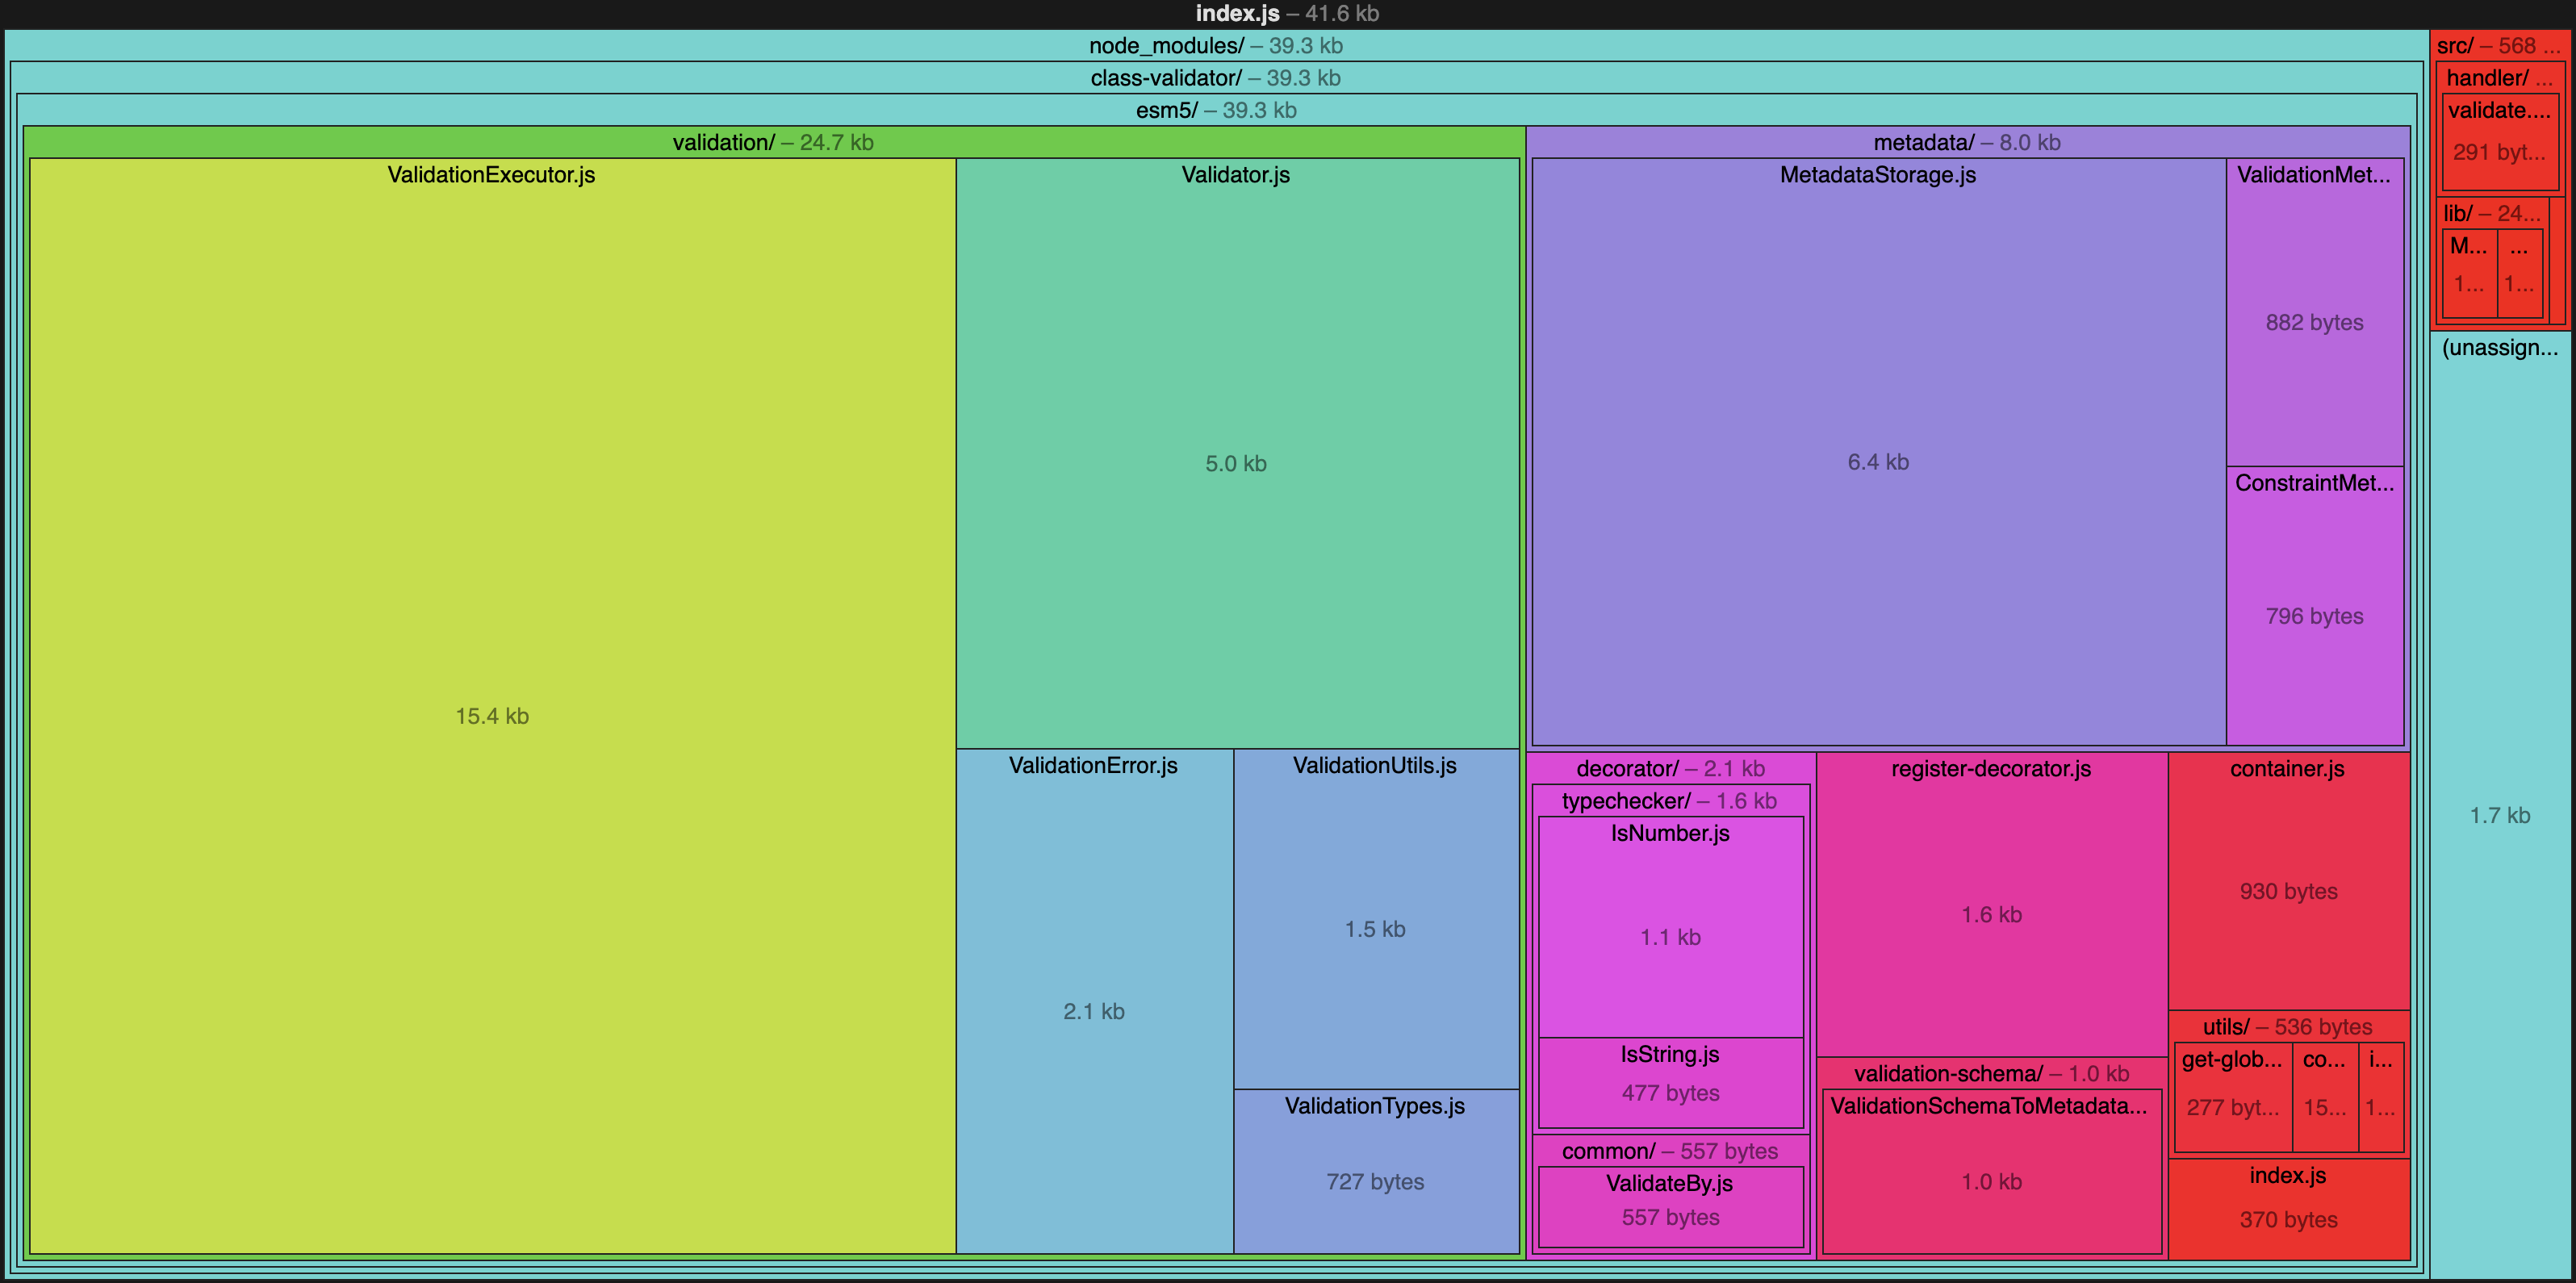 index.js – 41.6 kb
node_modules/ – 39.3 kb
class-validator/ – 39.3 kb
esm5/ – 39.3 kb
validation/ – 24.7 kb
ValidationExecutor.js
15.4 kb
Validator.js
5.0 kb
ValidationError.js
2.1 kb
ValidationUtils.js
1.5 kb
ValidationTypes.js
727 bytes
metadata/ – 8.0 kb
MetadataStorage.js
6.4 kb
ValidationMet...
882 bytes
ConstraintMet...
796 bytes
decorator/ – 2.1 kb
typechecker/ – 1.6 kb
IsNumber.js
1.1 kb
IsString.js
477 bytes
common/ – 557 bytes
ValidateBy.js
557 bytes
register-decorator.js
1.6 kb
validation-schema/ – 1.0 kb
ValidationSchemaToMetadata...
1.0 kb
container.js
930 bytes
utils/ – 536 bytes
get-glob...
277 byt...
co...
15...
i...
1...
index.js
370 bytes
src/ – 568 ...
handler/ ...
validate....
291 byt...
lib/ – 24...
M...
1...
...
1...
(unassign...
1.7 kb